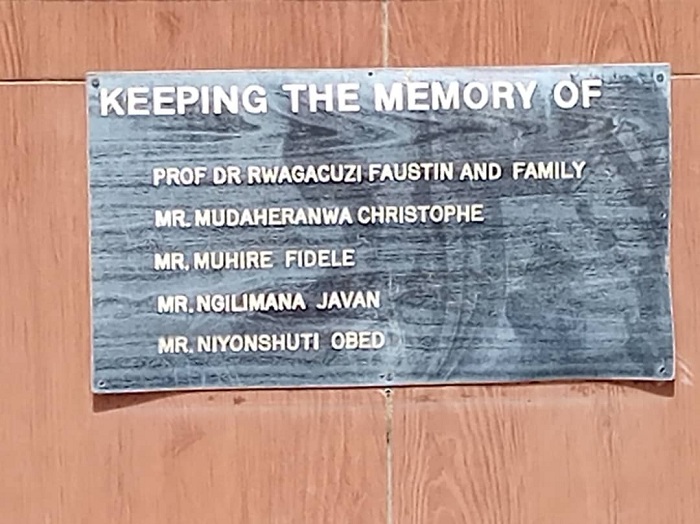 KEEPING THE MEMORY OF
PROF DR RWAGACUZI FAUSTIN AND FAMILY
MR. MUDAHERANWA CHRISTOPHE
MR. MUHIRE FIDELE
MR. NGILIMANA JAVAN
MR. NIYONSHUTI OBED